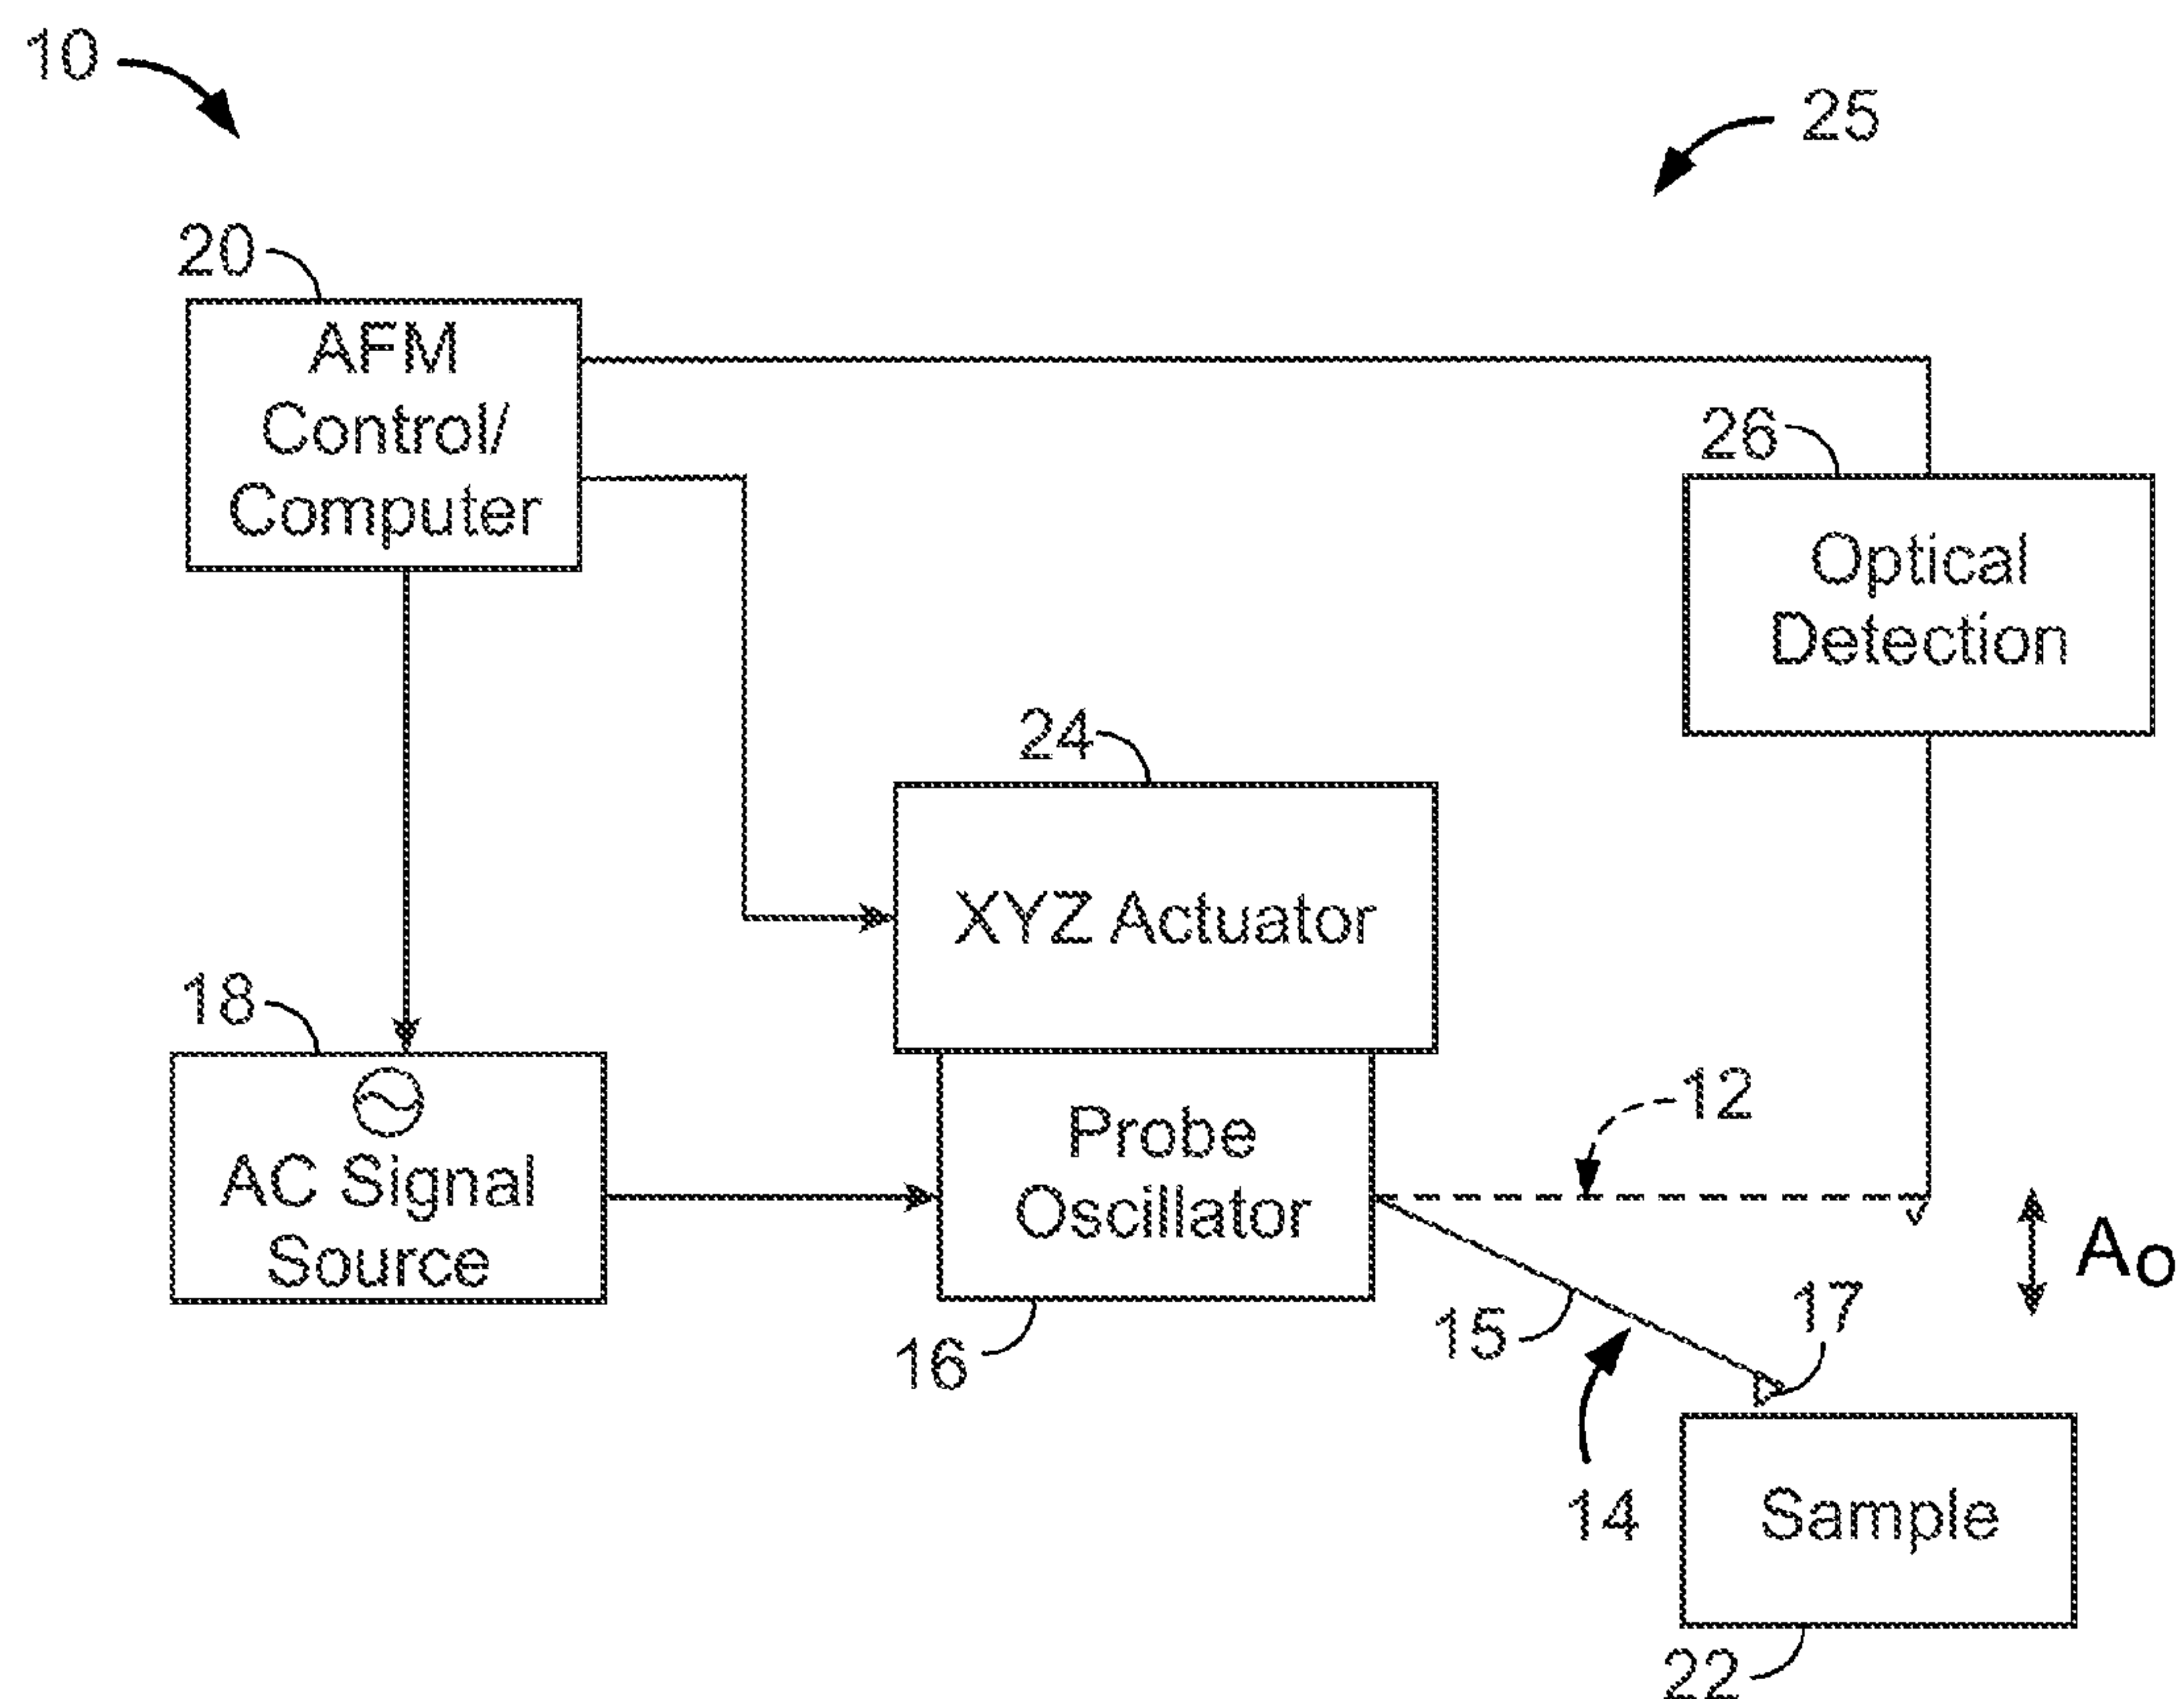 10
25
20
AFM
Control/
Computer
26
Optical
Detection
24
XYZ Actuator
18
AC Signal
Source
Probe
Oscillator
12
Ao
15
17
16
14
Sample
22